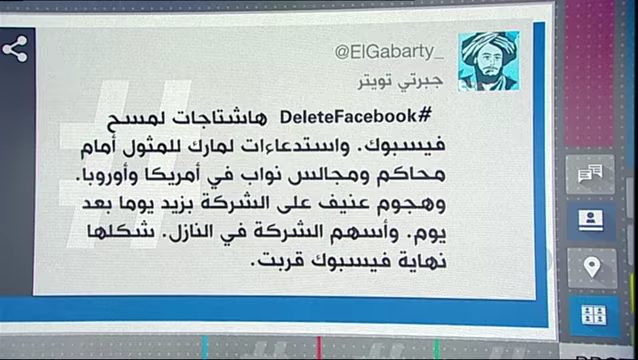 @ElGabarty_
جبرتي تويتر
#DeleteFacebook هاشتاجات لمسح
فيسبوك. واستدعاءات لمارك للمثول أمام
محاكم ومجالس نواب في أمريكا وأوروبا.
وهجوم عنيف على الشركة بزيد يوما بعد
يوم. وأسهم الشركة في النازل. شكلها
نهاية فيسبوك قربت.